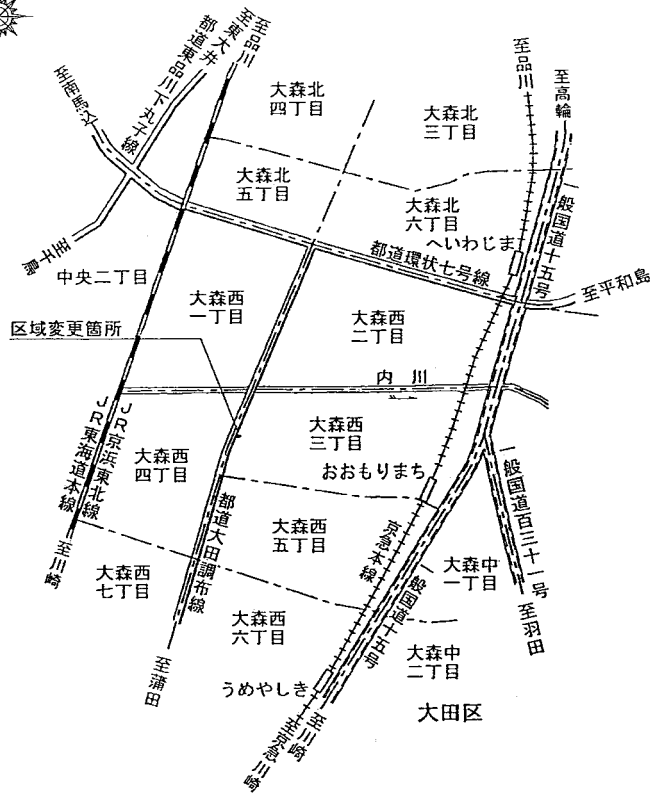 至品川
至東大井
都道東品川下丸子線
至南馬込
至千鳥
大森北
四丁目
大森北
三丁目
至品川
至高輪
大森北
五丁目
大森北
六丁目
へいわじま
一般国道十五号
都道環状七号線
至平和島
中央二丁目
大森西
一丁目
大森西
二丁目
区域変更箇所
内川
大森西
三丁目
おおもりまち
JR京浜東北線
JR東海道本線
大森西
四丁目
都道大田調布線
大森西
五丁目
京急本線
一般国道百三十一号
至川崎
大森西
七丁目
大森西
六丁目
一般国道十五号
大森中
一丁目
至羽田
大森中
二丁目
至蒲田
うめやしき
大田区
至川崎
至京急川崎